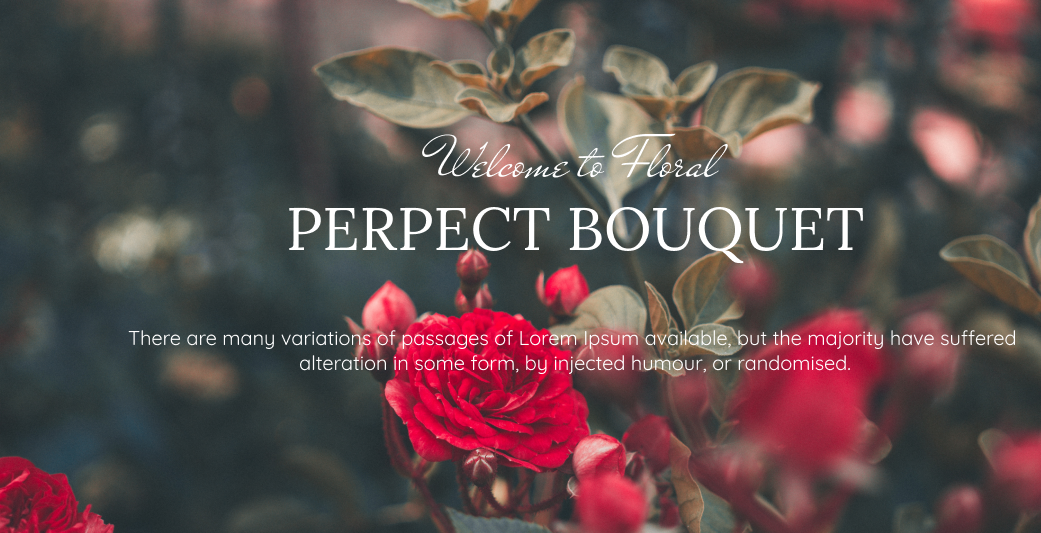 Welcome to Floral
PERPECT BOUQUET
There are many variations of passages of Lorem Ipsum available, but the majority have suffered
alteration in some form, by injected humour, or randomised.